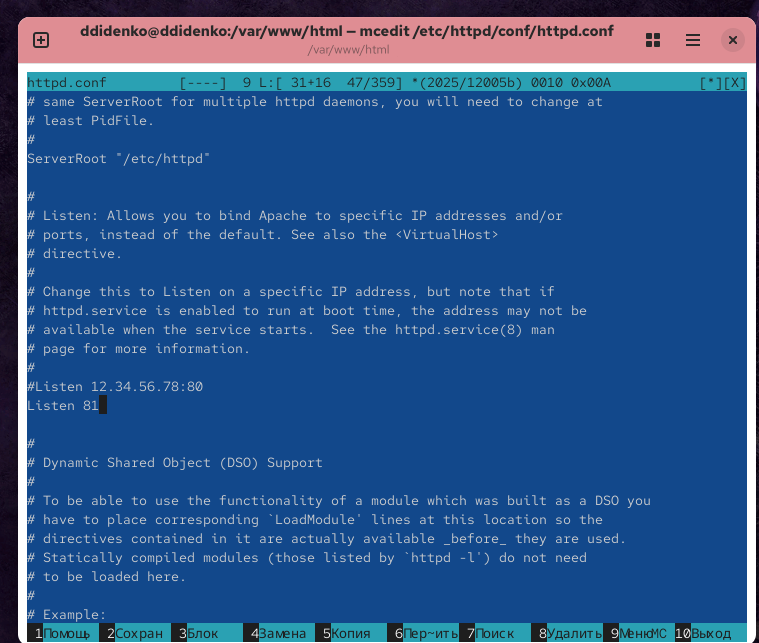 ddidenko@ddidenko:/var/www/html — mcedit /etc/httpd/conf/httpd.conf
/var/www/html
httpd.conf [----] 9 L:[ 31+16 47/359] *(2025/12005b) 0010 0x00A [*][X]
# same ServerRoot for multiple httpd daemons, you will need to change at
# least PidFile.
#
ServerRoot "/etc/httpd"
#
# Listen: Allows you to bind Apache to specific IP addresses and/or
# ports, instead of the default. See also the <VirtualHost>
# directive.
#
# Change this to Listen on a specific IP address, but note that if
# httpd.service is enabled to run at boot time, the address may not be
# available when the service starts.  See the httpd.service(8) man
# page for more information.
#
#Listen 12.34.56.78:80
Listen 81
#
# Dynamic Shared Object (DSO) Support
#
# To be able to use the functionality of a module which was built as a DSO you
# have to place corresponding `LoadModule' lines at this location so the
# directives contained in it are actually available _before_ they are used.
# Statically compiled modules (those listed by `httpd -l') do not need
# to be loaded here.
#
# Example:
1Помощь 2Сохран 3Блок 4Замена 5Копия 6Пер~ить 7Поиск 8Удалить 9МенюMC 10Выход